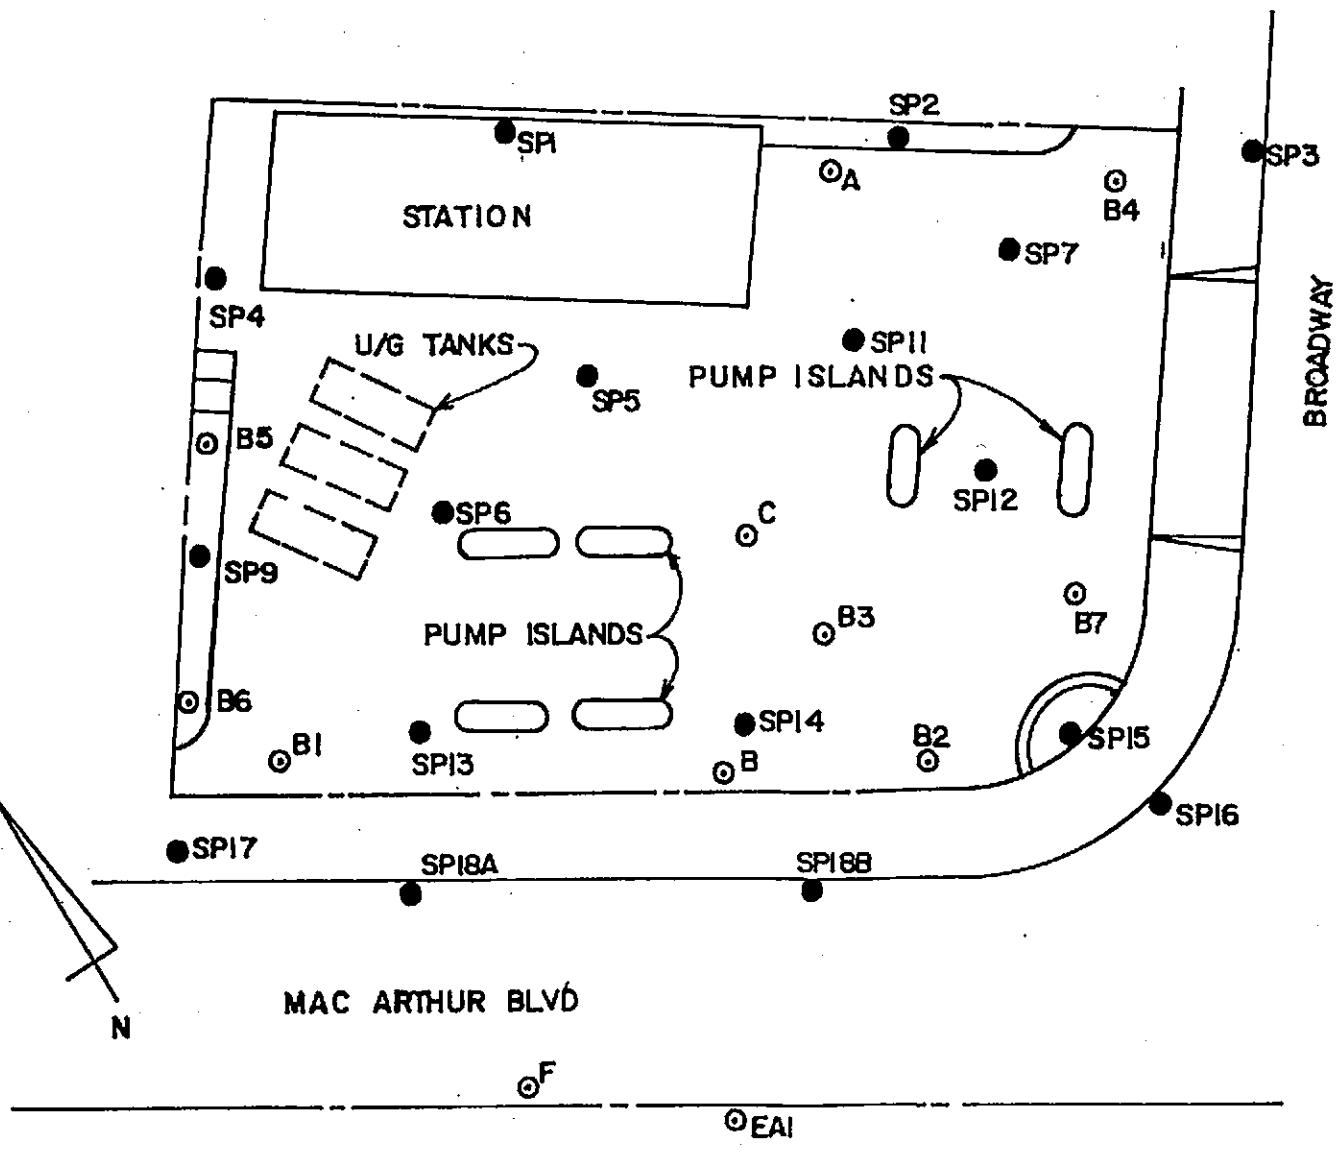 SP2
SP1
SP3
A
B4
STATION
SP7
SP4
U/G TANKS
SP11
PUMP ISLANDS
SP5
BROADWAY
B5
SP12
SP6
C
SP9
B3
B7
PUMP ISLANDS
B6
SP14
B1
B2
SP15
SP13
B
SP16
SP17
SP18A
SP18B
MAC ARTHUR BLVD
N
F
EA1